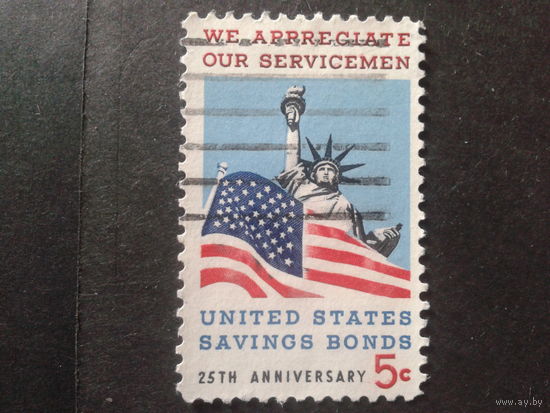 WE APPRECIATE
OUR SERVICEMEN
UNITED STATES
SAVINGS BONDS
25TH ANNIVERSARY 5c
www.ay.by